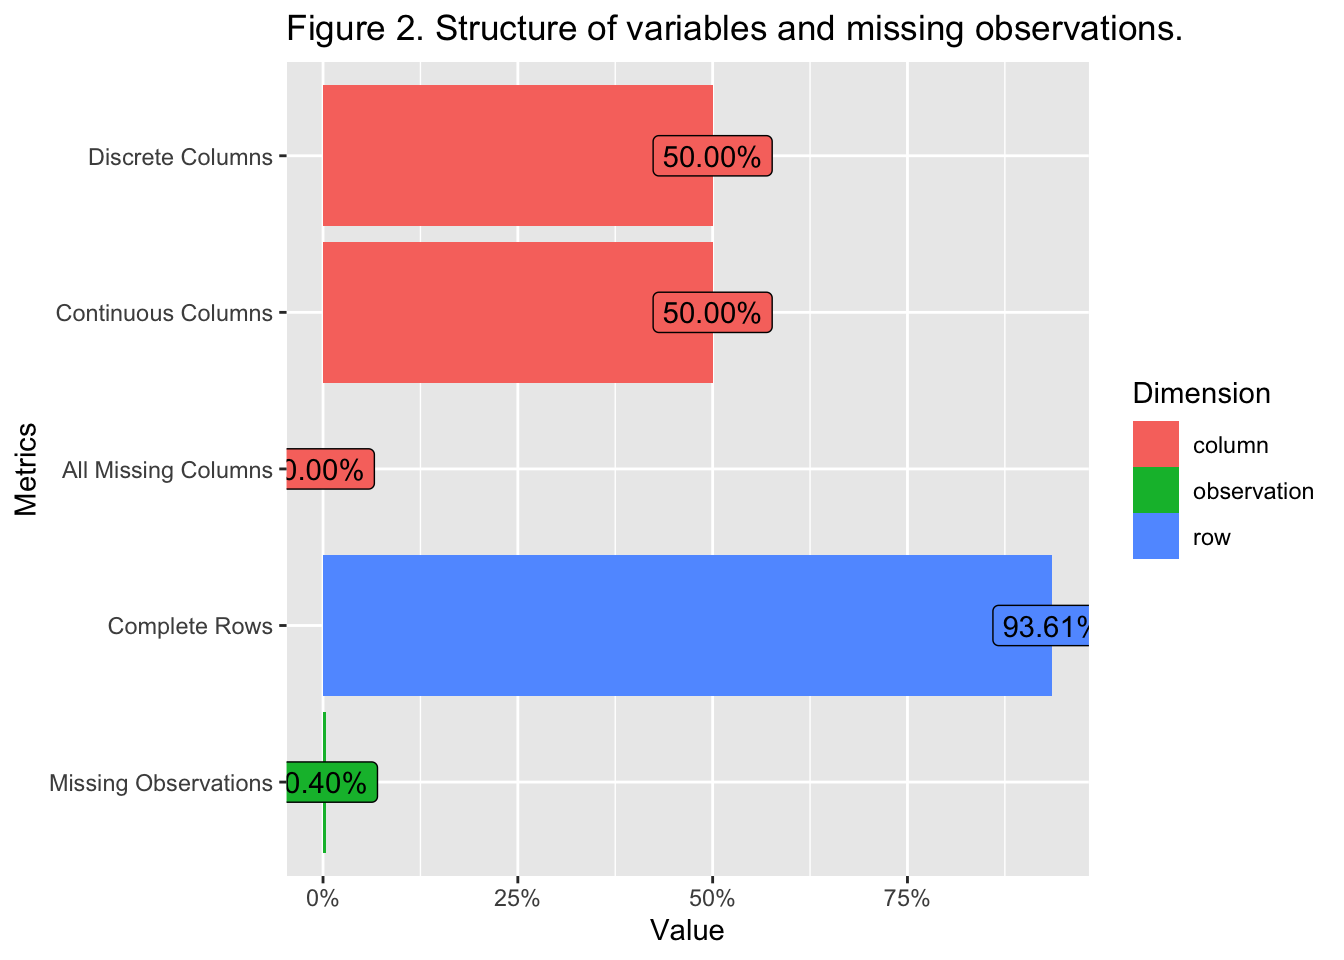 Figure 2. Structure of variables and missing observations.
Discrete Columns
50.00%
Continuous Columns
50.00%
Metrics
All Missing Columns
0.00%
Complete Rows
93.61%
Missing Observations
0.40%
0%
25%
50%
75%
Value
Dimension
column
observation
row